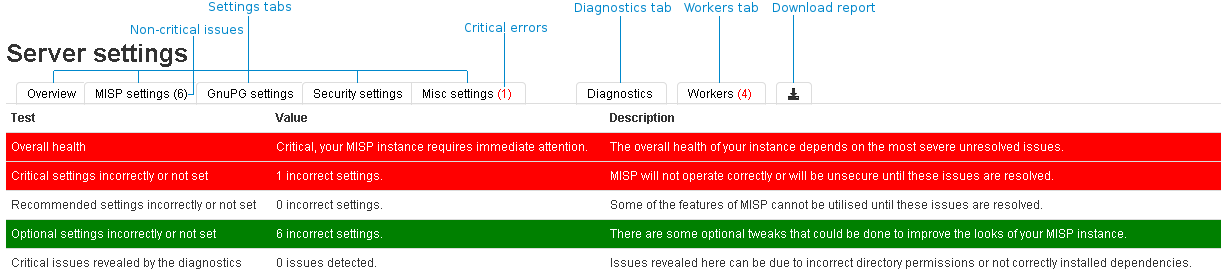 Settings tabs
Diagnostics tab
Workers tab
Download report
Non-critical issues
Critical errors
Server settings
Overview
MISP settings (6)
GnuPG settings
Security settings
Misc settings (1)
Diagnostics
Workers (4)
Test Value Description
Overall health Critical, your MISP instance requires immediate attention. The overall health of your instance depends on the most severe unresolved issues.
Critical settings incorrectly or not set 1 incorrect settings. MISP will not operate correctly or will be unsecure until these issues are resolved.
Recommended settings incorrectly or not set 0 incorrect settings. Some of the features of MISP cannot be utilised until these issues are resolved.
Optional settings incorrectly or not set 6 incorrect settings. There are some optional tweaks that could be done to improve the looks of your MISP instance.
Critical issues revealed by the diagnostics 0 issues detected. Issues revealed here can be due to incorrect directory permissions or not correctly installed dependencies.